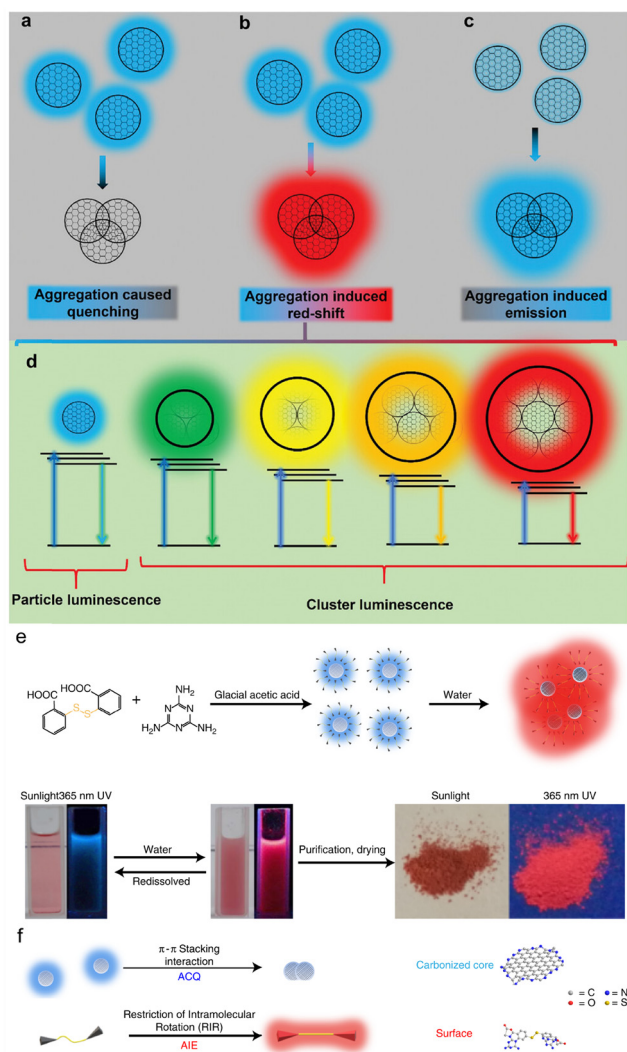 a
b
c
Aggregation caused
quenching
Aggregation induced
red-shift
Aggregation induced
emission
d
Particle luminescence
Cluster luminescence
e
HOOC
HOOC
S
S
+
NH2
N
N
N
H2N
NH2
Glacial acetic acid
Water
Sunlight365 nm UV
Water
Redissolved
Purification, drying
Sunlight
365 nm UV
f
π-π Stacking
interaction
ACQ
Carbonized core
= C
= N
= O
= S
Restriction of Intramolecular
Rotation (RIR)
AIE
Surface